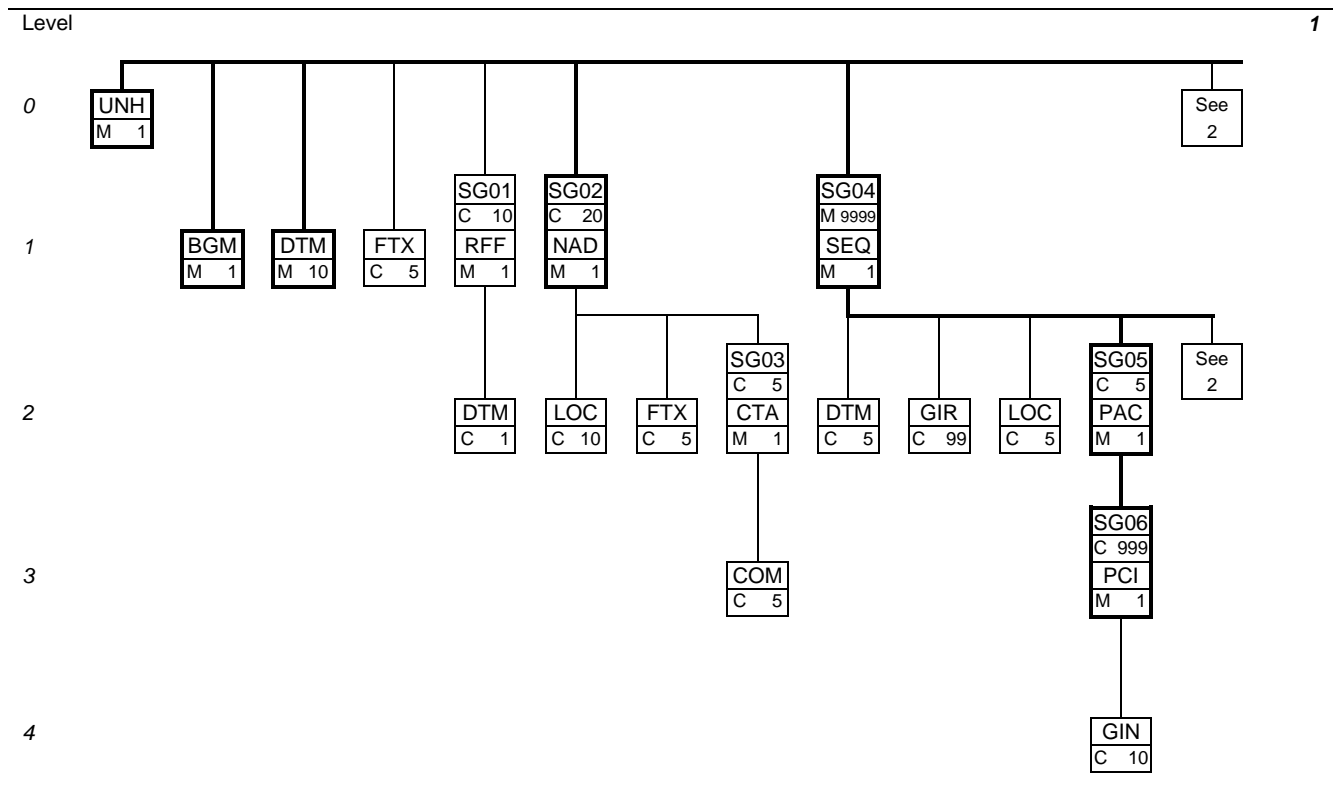 Level 1
0 UNH See
M 1 2
SG01 SG02 SG04
C 10 C 20 M 9999
1 BGM DTM FTX RFF NAD SEQ
M 1 M 10 C 5 M 1 M 1 M 1
SG03 SG05 See
C 5 C 5 2
2 DTM LOC FTX CTA DTM GIR LOC PAC
C 1 C 10 C 5 M 1 C 5 C 99 C 5 M 1
SG06
C 999
3 COM PCI
C 5 M 1
4 GIN
C 10